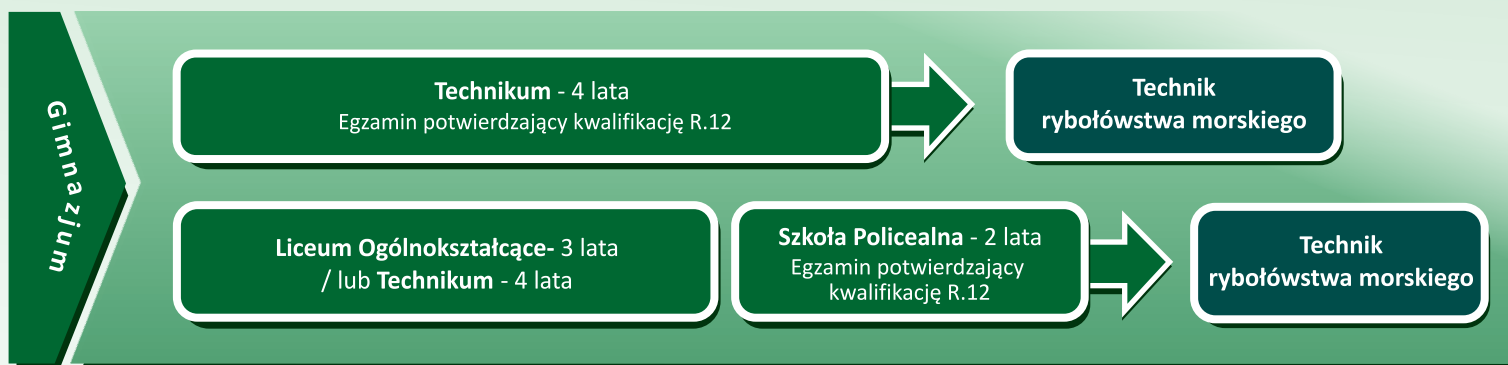 Gimnazjum
Technikum - 4 lata
Egzamin potwierdzający kwalifikację R.12
Technik
rybołówstwa morskiego
Liceum Ogólnokształcące- 3 lata
/ lub Technikum - 4 lata
Szkoła Policealna - 2 lata
Egzamin potwierdzający
kwalifikację R.12
Technik
rybołówstwa morskiego